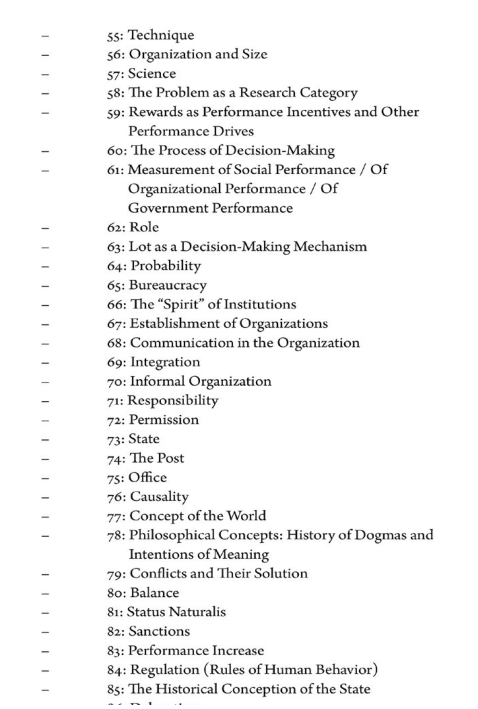 – 55: Technique
– 56: Organization and Size
– 57: Science
– 58: The Problem as a Research Category
– 59: Rewards as Performance Incentives and Other
Performance Drives
– 60: The Process of Decision-Making
– 61: Measurement of Social Performance / Of
Organizational Performance / Of
Government Performance
– 62: Role
– 63: Lot as a Decision-Making Mechanism
– 64: Probability
– 65: Bureaucracy
– 66: The “Spirit” of Institutions
– 67: Establishment of Organizations
– 68: Communication in the Organization
– 69: Integration
– 70: Informal Organization
– 71: Responsibility
– 72: Permission
– 73: State
– 74: The Post
– 75: Office
– 76: Causality
– 77: Concept of the World
– 78: Philosophical Concepts: History of Dogmas and
Intentions of Meaning
– 79: Conflicts and Their Solution
– 80: Balance
– 81: Status Naturalis
– 82: Sanctions
– 83: Performance Increase
– 84: Regulation (Rules of Human Behavior)
– 85: The Historical Conception of the State